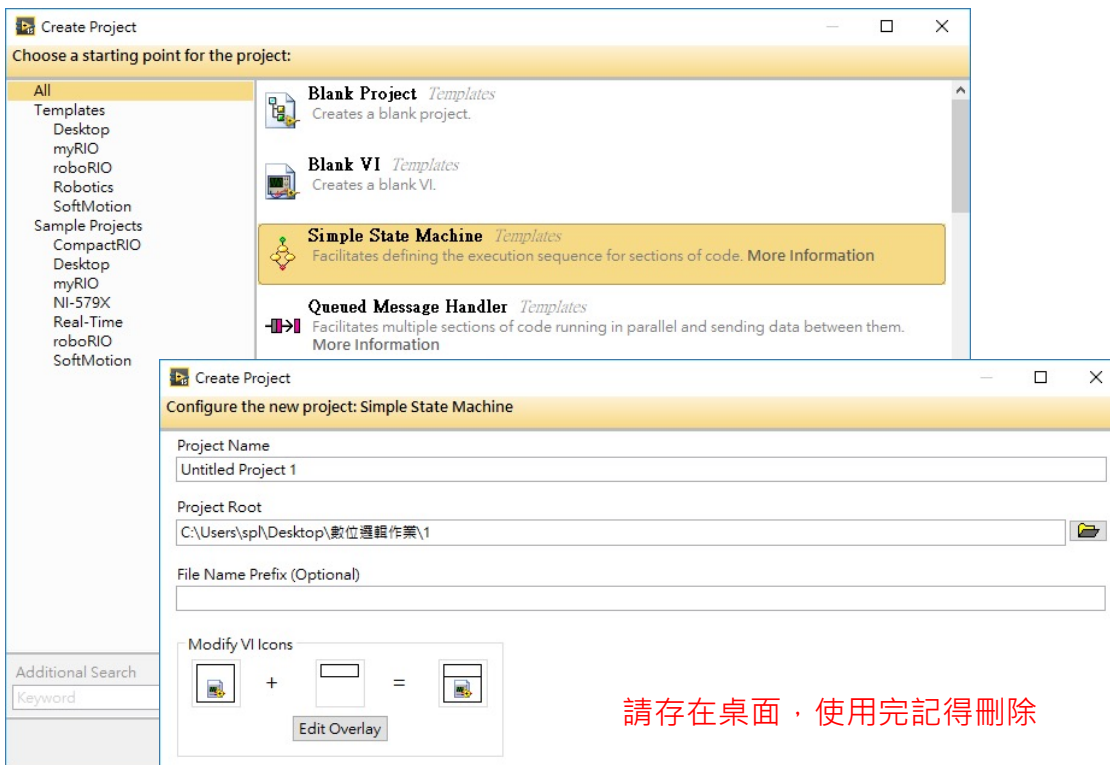 Create Project
Choose a starting point for the project:
All
Templates
Desktop
myRIO
roboRIO
Robotics
SoftMotion
Sample Projects
CompactRIO
Desktop
myRIO
NI-579X
Real-Time
roboRIO
SoftMotion
Blank Project Templates
Creates a blank project.
Blank VI Templates
Creates a blank VI.
Simple State Machine Templates
Facilitates defining the execution sequence for sections of code. More Information
Queued Message Handler Templates
Facilitates multiple sections of code running in parallel and sending data between them.
More Information
Additional Search
Keyword
Create Project
Configure the new project: Simple State Machine
Project Name
Untitled Project 1
Project Root
C:\Users\spl\Desktop\數位邏輯作業\1
File Name Prefix (Optional)
Modify VI Icons
+ =
Edit Overlay
請存在桌面，使用完記得刪除